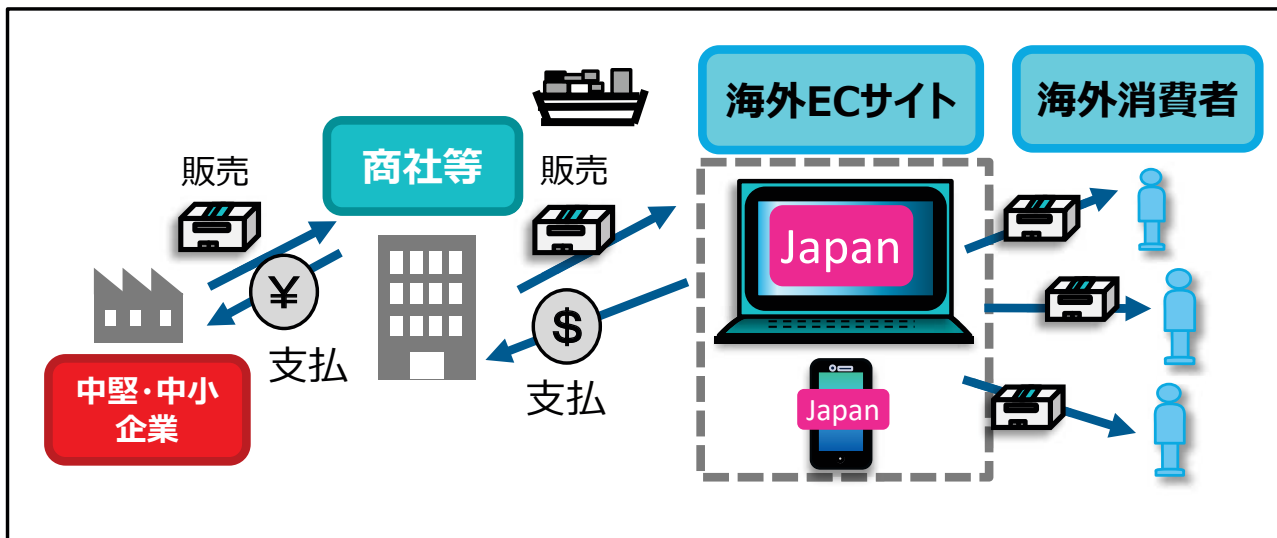 海外ECサイト
海外消費者
商社等
販売
販売
Japan
¥
$
支払
支払
Japan
中堅・中小
企業